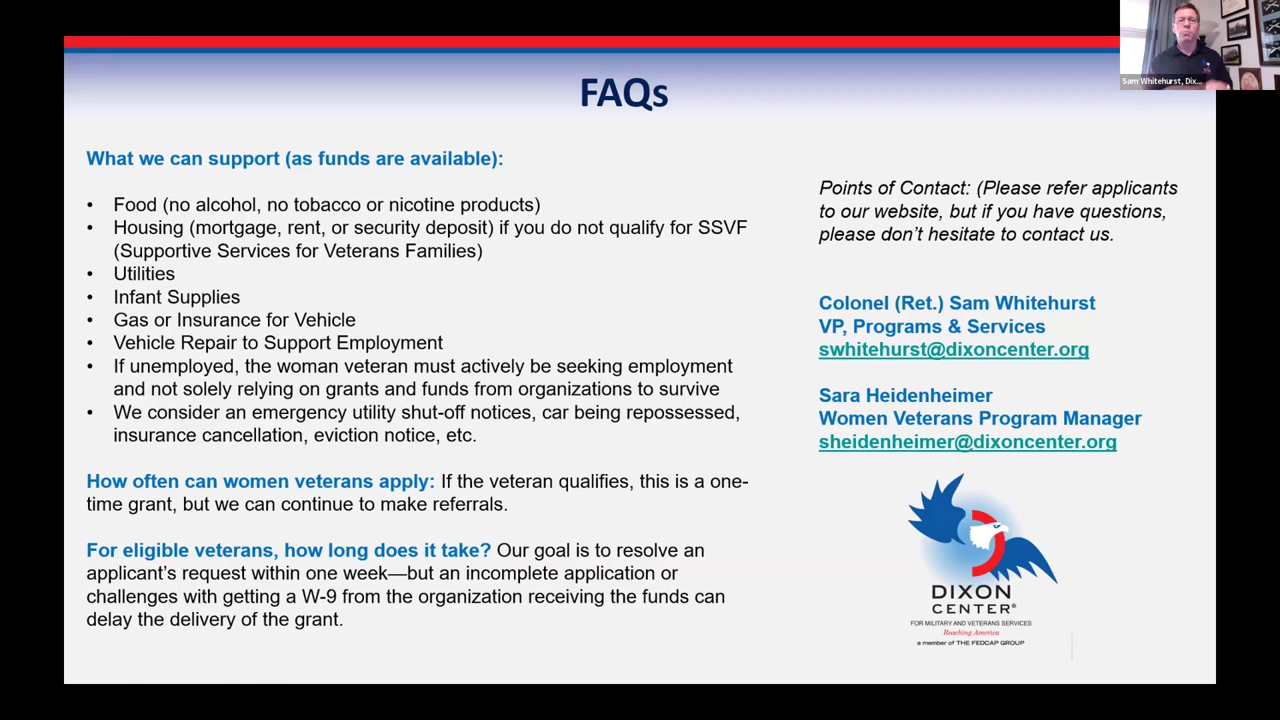 FAQs
What we can support (as funds are available):
• Food (no alcohol, no tobacco or nicotine products)
• Housing (mortgage, rent, or security deposit) if you do not qualify for SSVF
(Supportive Services for Veterans Families)
• Utilities
• Infant Supplies
• Gas or Insurance for Vehicle
• Vehicle Repair to Support Employment
• If unemployed, the woman veteran must actively be seeking employment
and not solely relying on grants and funds from organizations to survive
• We consider an emergency utility shut-off notices, car being repossessed,
insurance cancellation, eviction notice, etc.
How often can women veterans apply: If the veteran qualifies, this is a one-
time grant, but we can continue to make referrals.
For eligible veterans, how long does it take? Our goal is to resolve an
applicant’s request within one week—but an incomplete application or
challenges with getting a W-9 from the organization receiving the funds can
delay the delivery of the grant.
Points of Contact: (Please refer applicants
to our website, but if you have questions,
please don’t hesitate to contact us.
Colonel (Ret.) Sam Whitehurst
VP, Programs & Services
swhitehurst@dixoncenter.org
Sara Heidenheimer
Women Veterans Program Manager
sheidenheimer@dixoncenter.org
DIXON
CENTER®
FOR MILITARY AND VETERANS SERVICES
Reaching America
a member of THE FEDCAP GROUP
Sam Whitehurst, Dix...